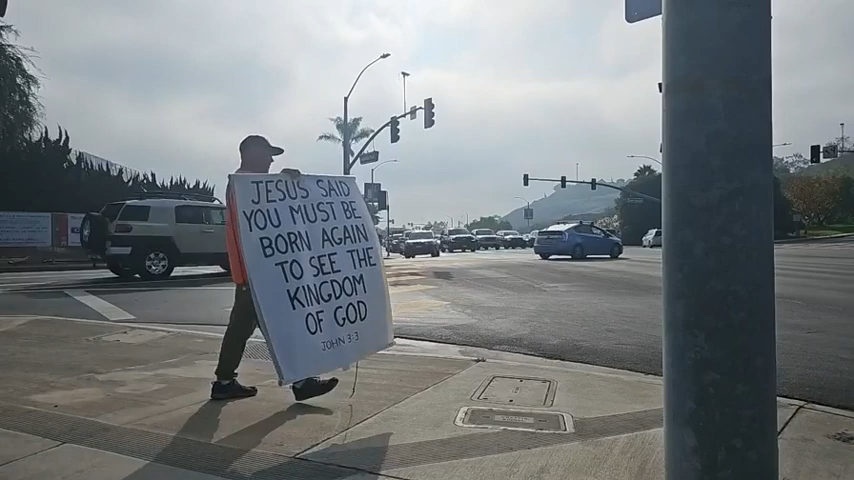 JESUS SAID
YOU MUST BE
BORN AGAIN
TO SEE THE
KINGDOM
OF GOD
JOHN 3:3